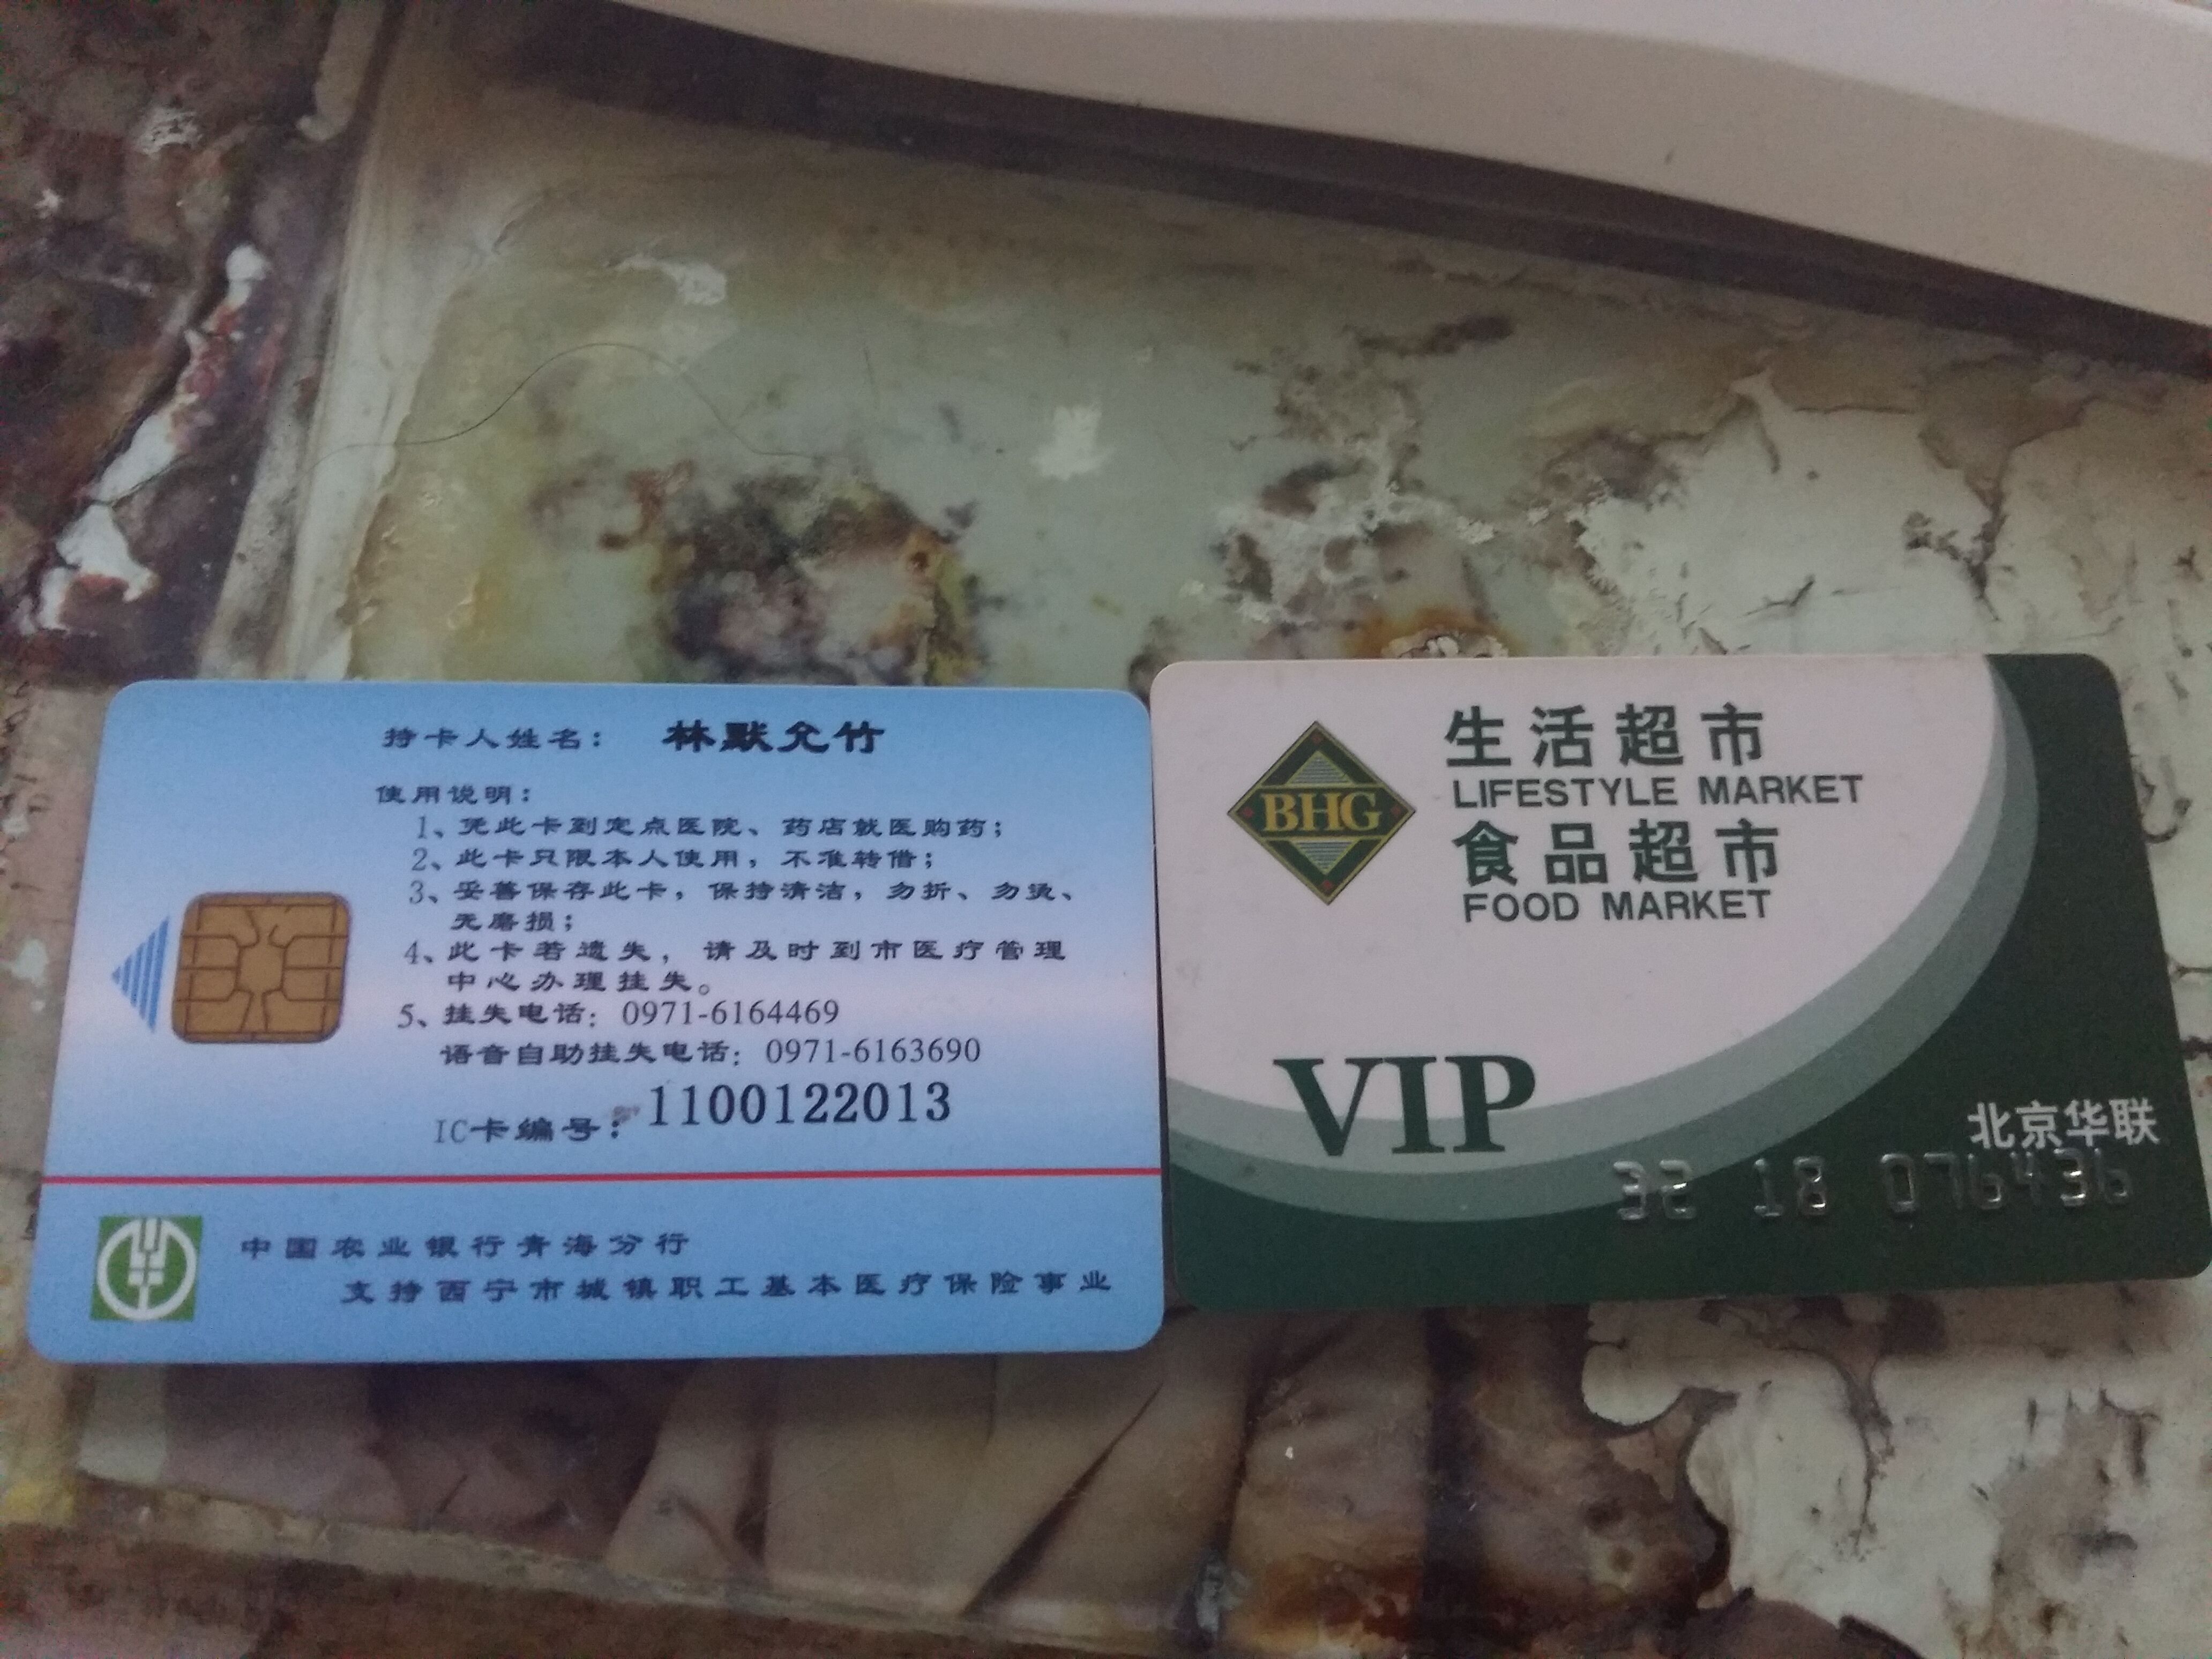 持卡人姓名： 林默允竹
使用说明：
1、凭此卡到定点医院、药店就医购药；
2、此卡只限本人使用，不准转借；
3、妥善保存此卡，保持清洁，勿折、勿烫、
无磨损；
4、此卡若遗失，请及时到市医疗管理
中心办理挂失。
5、挂失电话：0971-6164469
语音自助挂失电话：0971-6163690
IC卡编号：1100122013
中国农业银行青海分行
支持西宁市城镇职工基本医疗保险事业
BHG
生活超市
LIFESTYLE MARKET
食品超市
FOOD MARKET
VIP
北京华联
32 18 076436